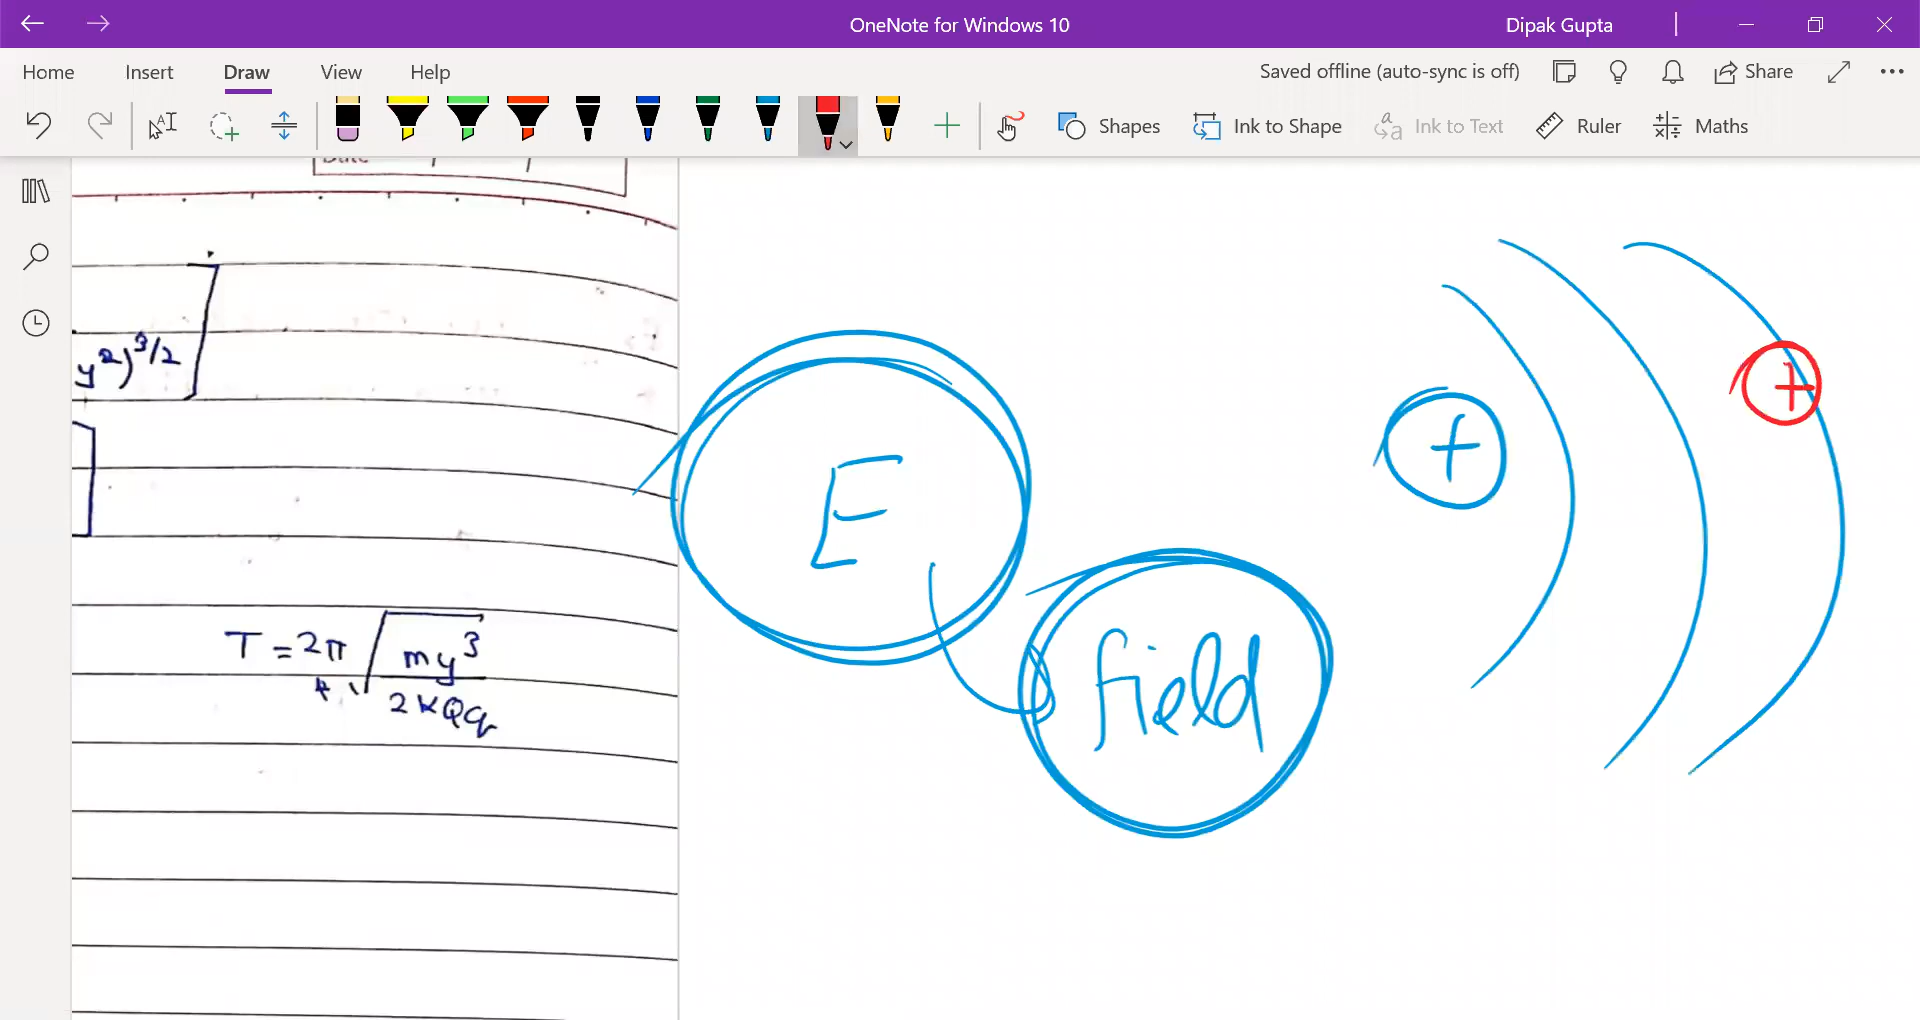 OneNote for Windows 10
Dipak Gupta
Home Insert Draw View Help
Saved offline (auto-sync is off)
Share
Shapes
Ink to Shape
Ink to Text
Ruler
Maths
Date
y²)^3/2
T = 2π √ my³
2KQq
E
field
+
+